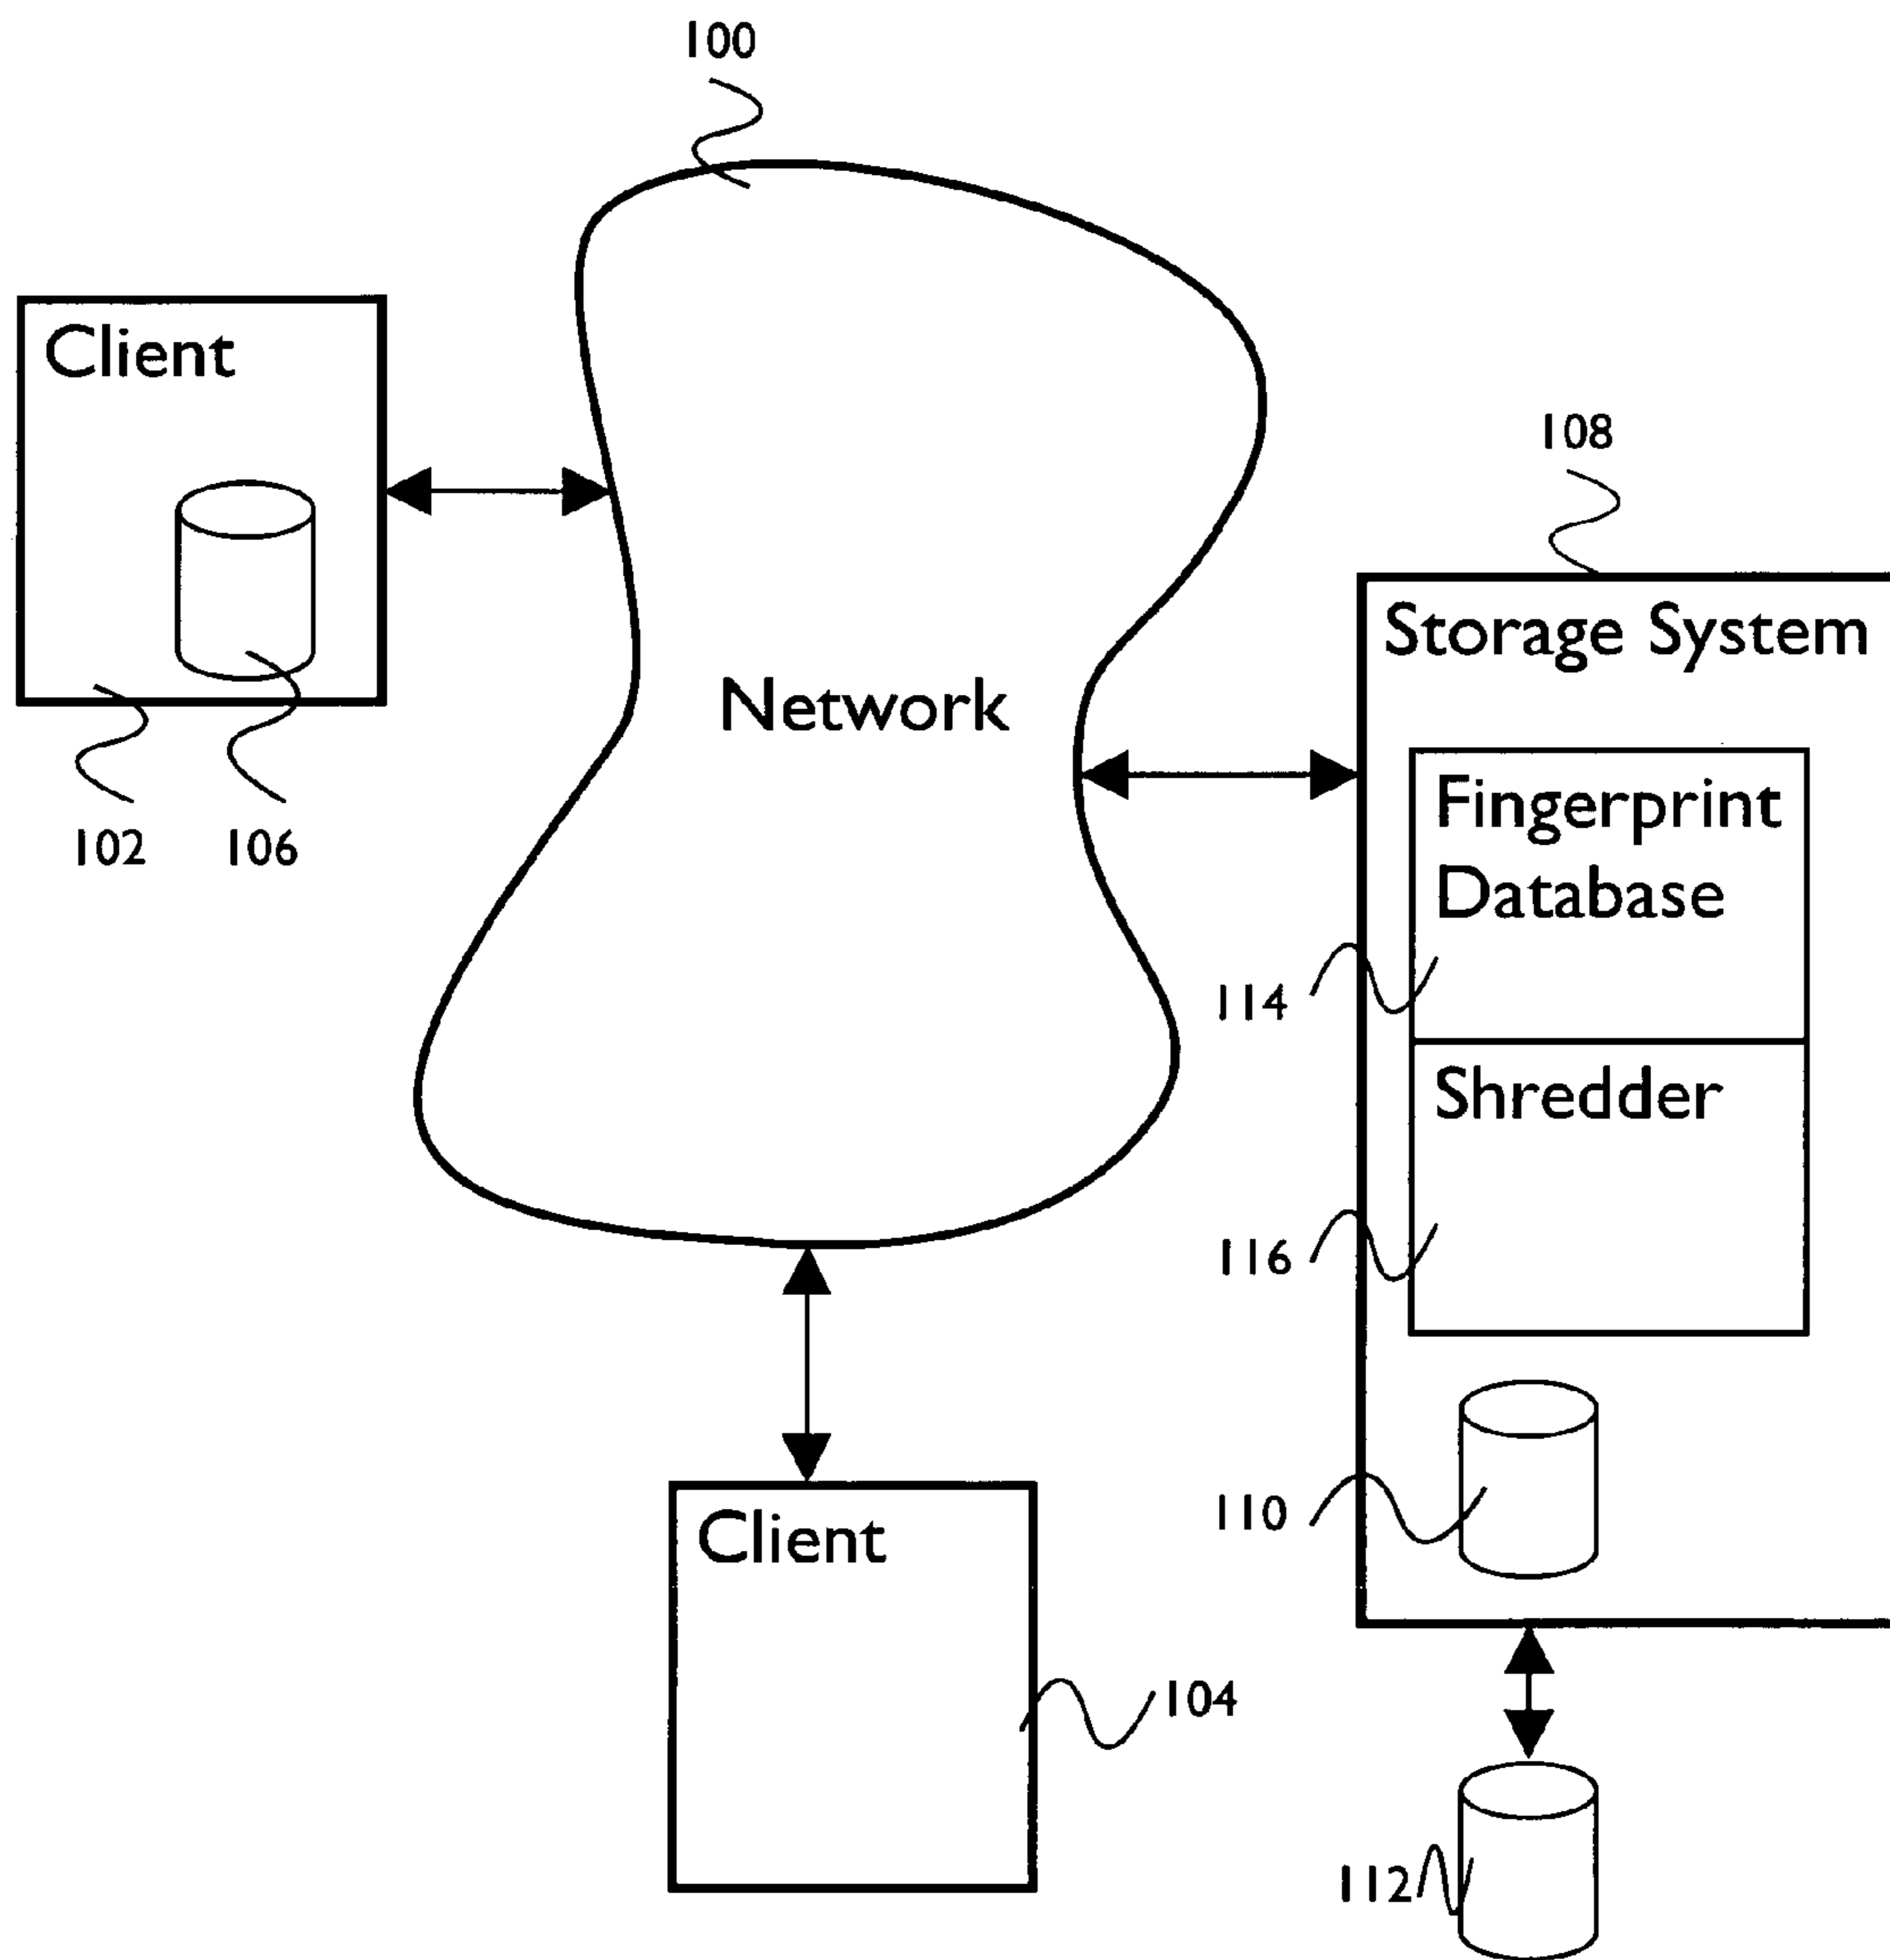 100
Client
108
Storage System
Network
Fingerprint
Database
102
106
114
Shredder
116
110
Client
104
112